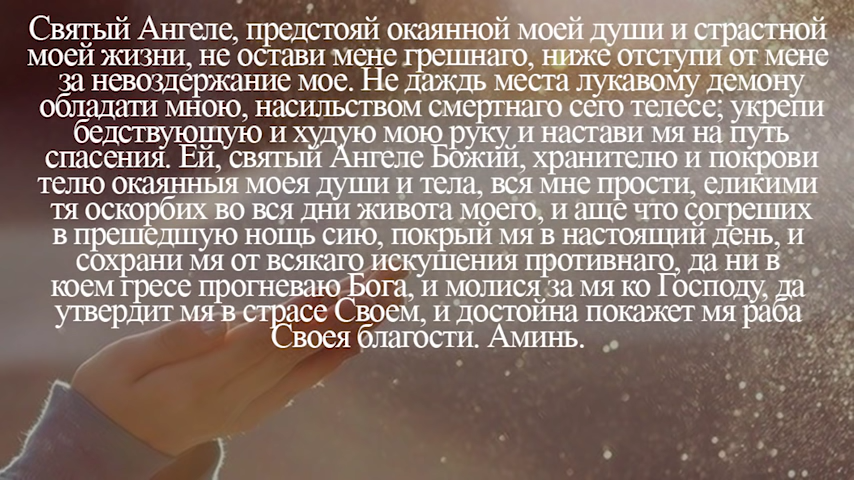 Святый Ангеле, предстояй окаянной моей души и страстной
моей жизни, не остави мене грешнаго, ниже отступи от мене
за невоздержание мое. Не даждь места лукавому демону
обладати мною, насильством смертнаго сего телесе; укрепи
бедствующую и худую мою руку и настави мя на путь
спасения. Ей, святый Ангеле Божий, хранителю и покрови
телю окаянныя моея души и тела, вся мне прости, еликими
тя оскорбих во вся дни живота моего, и аще что согреших
в прешедшую нощь сию, покрый мя в настоящий день, и
сохрани мя от всякаго искушения противнаго, да ни в
коем гресе прогневаю Бога, и молися за мя ко Господу, да
утвердит мя в страсе Своем, и достойна покажет мя раба
Своея благости. Аминь.